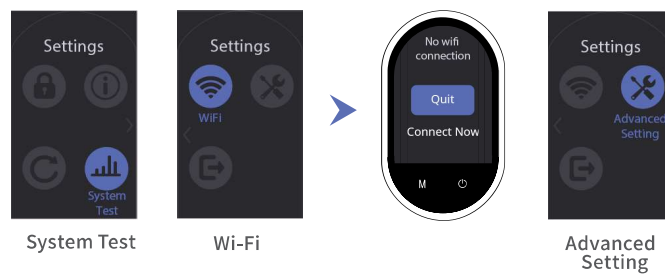 Settings
System
Test
System Test
Settings
WiFi
Wi-Fi
No wifi
connection
Quit
Connect Now
M
Settings
Advanced
Setting
Advanced
Setting